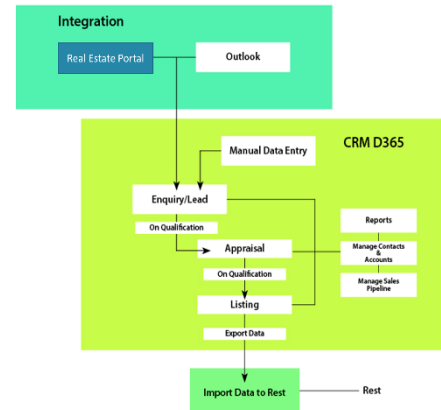 Integration
Real Estate Portal
Outlook
CRM D365
Manual Data Entry
Enquiry/Lead
On Qualification
Reports
Appraisal
Manage Contacts
&
Accounts
On Qualification
Manage Sales
Pipeline
Listing
Export Data
Import Data to Rest
Rest